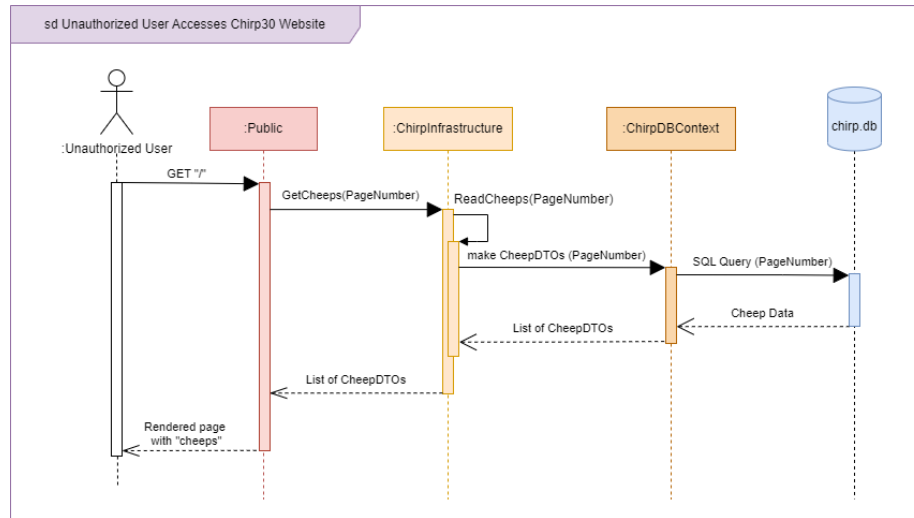 sd Unauthorized User Accesses Chirp30 Website
:Unauthorized User
:Public
:ChirpInfrastructure
:ChirpDBContext
chirp.db
GET "/"
GetCheeps(PageNumber)
ReadCheeps(PageNumber)
make CheepDTOs (PageNumber)
SQL Query (PageNumber)
Cheep Data
List of CheepDTOs
List of CheepDTOs
Rendered page
with "cheeps"